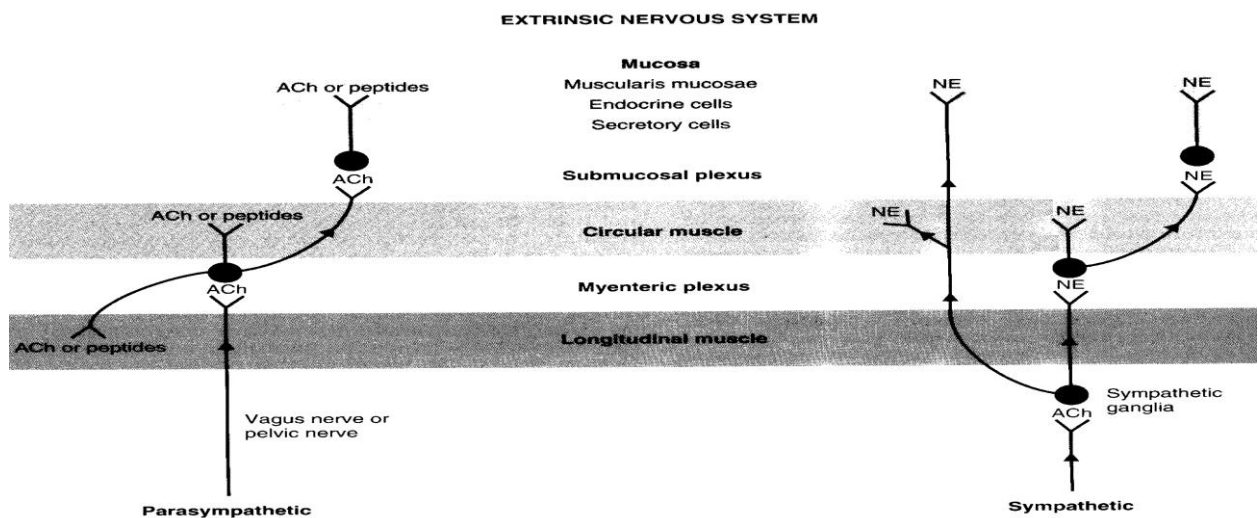 EXTRINSIC NERVOUS SYSTEM
Mucosa
Muscularis mucosae
Endocrine cells
Secretory cells
Submucosal plexus
Circular muscle
Myenteric plexus
Longitudinal muscle
ACh or peptides
ACh
ACh or peptides
ACh
ACh or peptides
Vagus nerve or
pelvic nerve
Parasympathetic
NE
NE
NE
NE
NE
NE
ACh
Sympathetic
ganglia
Sympathetic